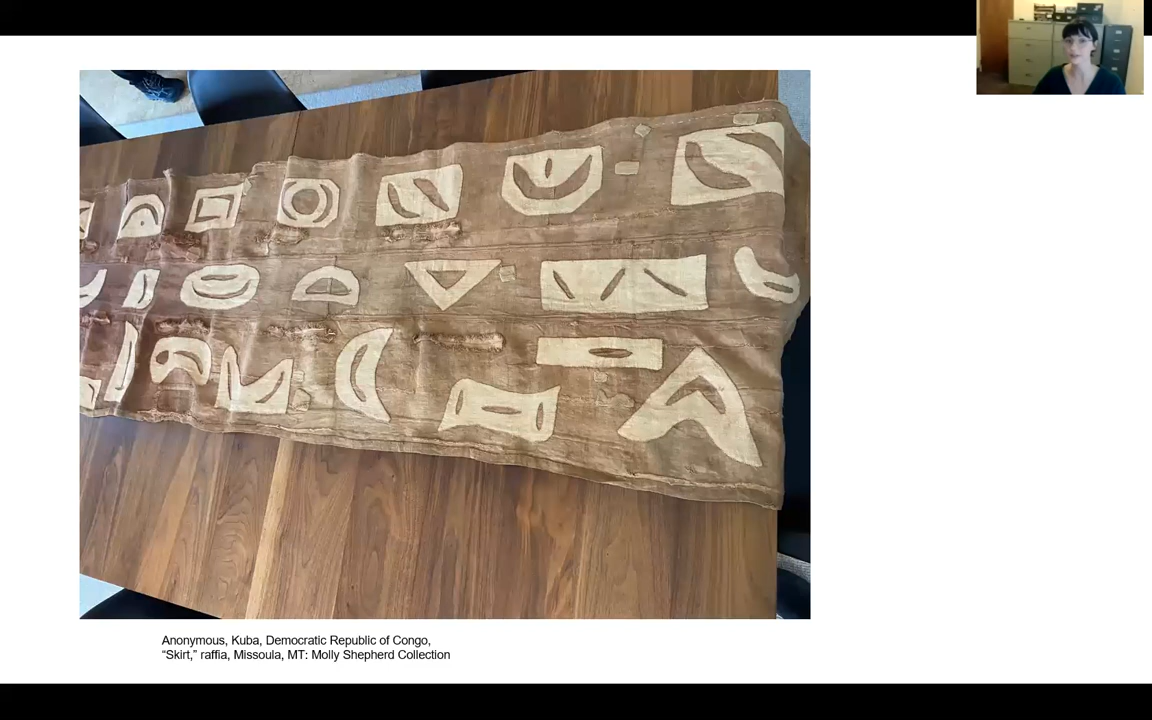 Anonymous, Kuba, Democratic Republic of Congo,
“Skirt,” raffia, Missoula, MT: Molly Shepherd Collection